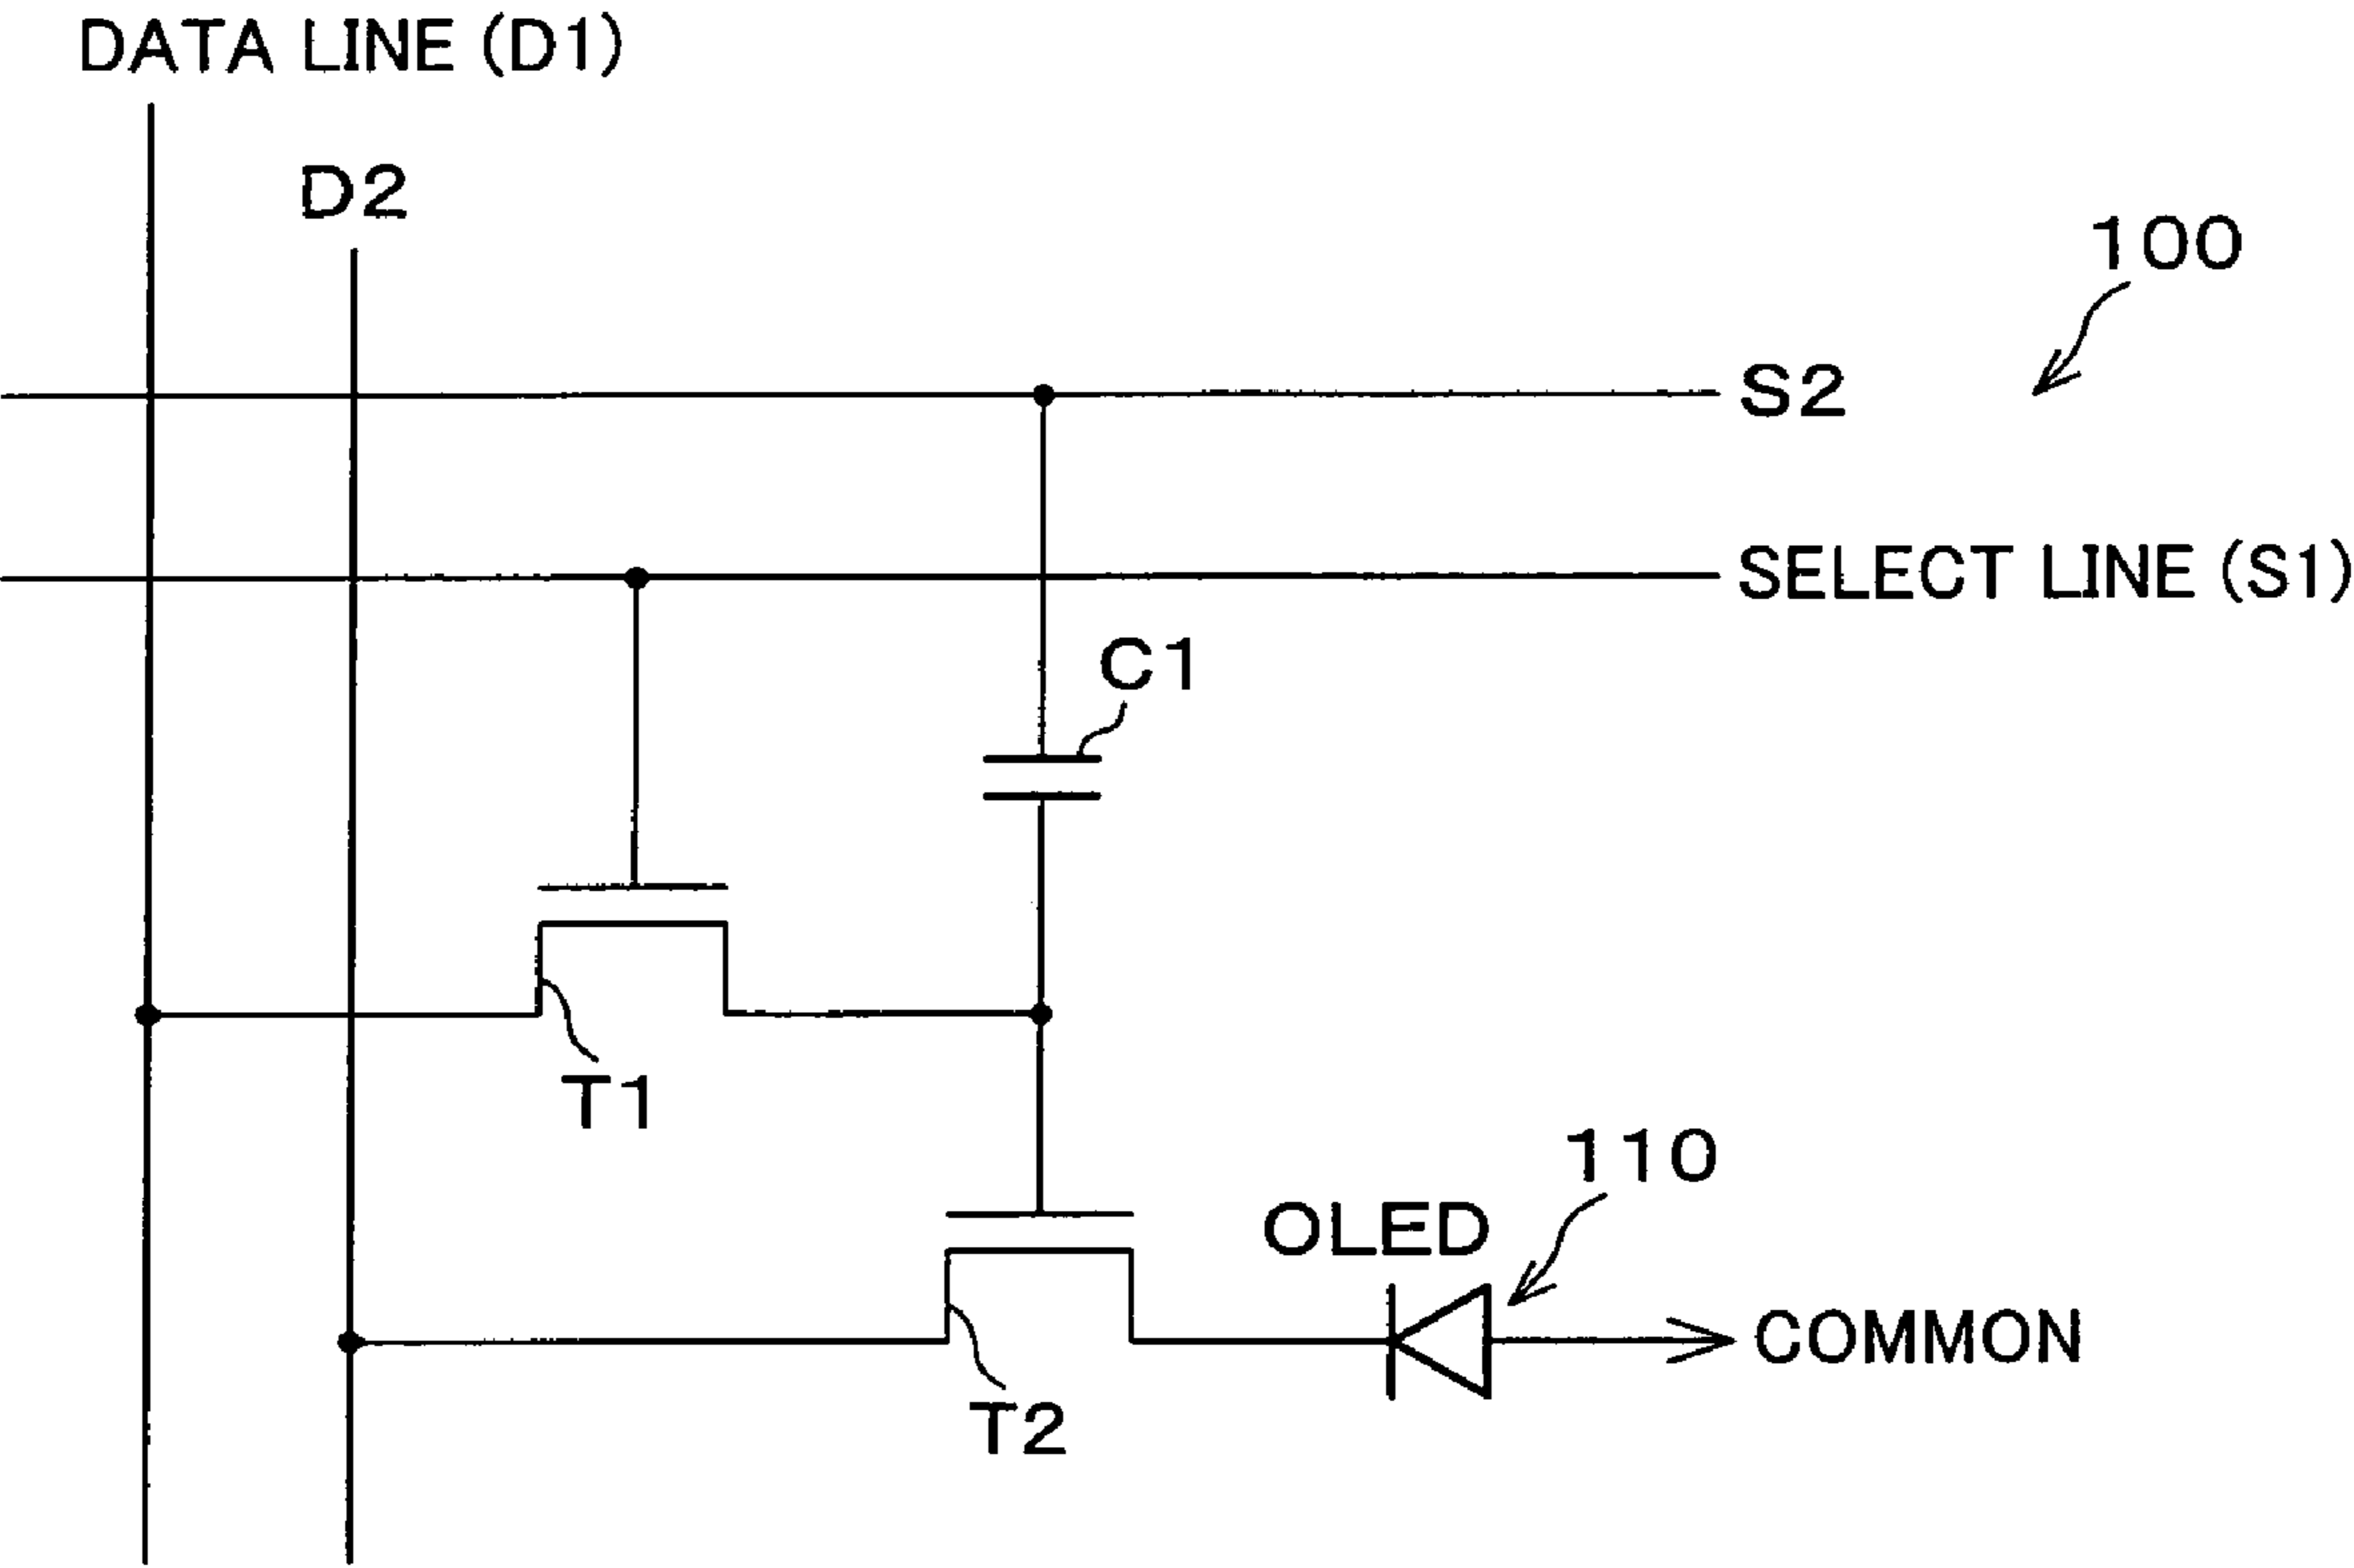 DATA LINE (D1)
D2
100
S2
SELECT LINE (S1)
C1
T1
110
OLED
COMMON
T2